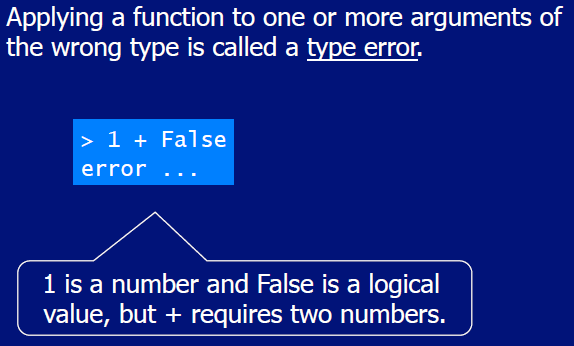 Applying a function to one or more arguments of
the wrong type is called a type error.
> 1 + False
error ...
1 is a number and False is a logical
value, but + requires two numbers.